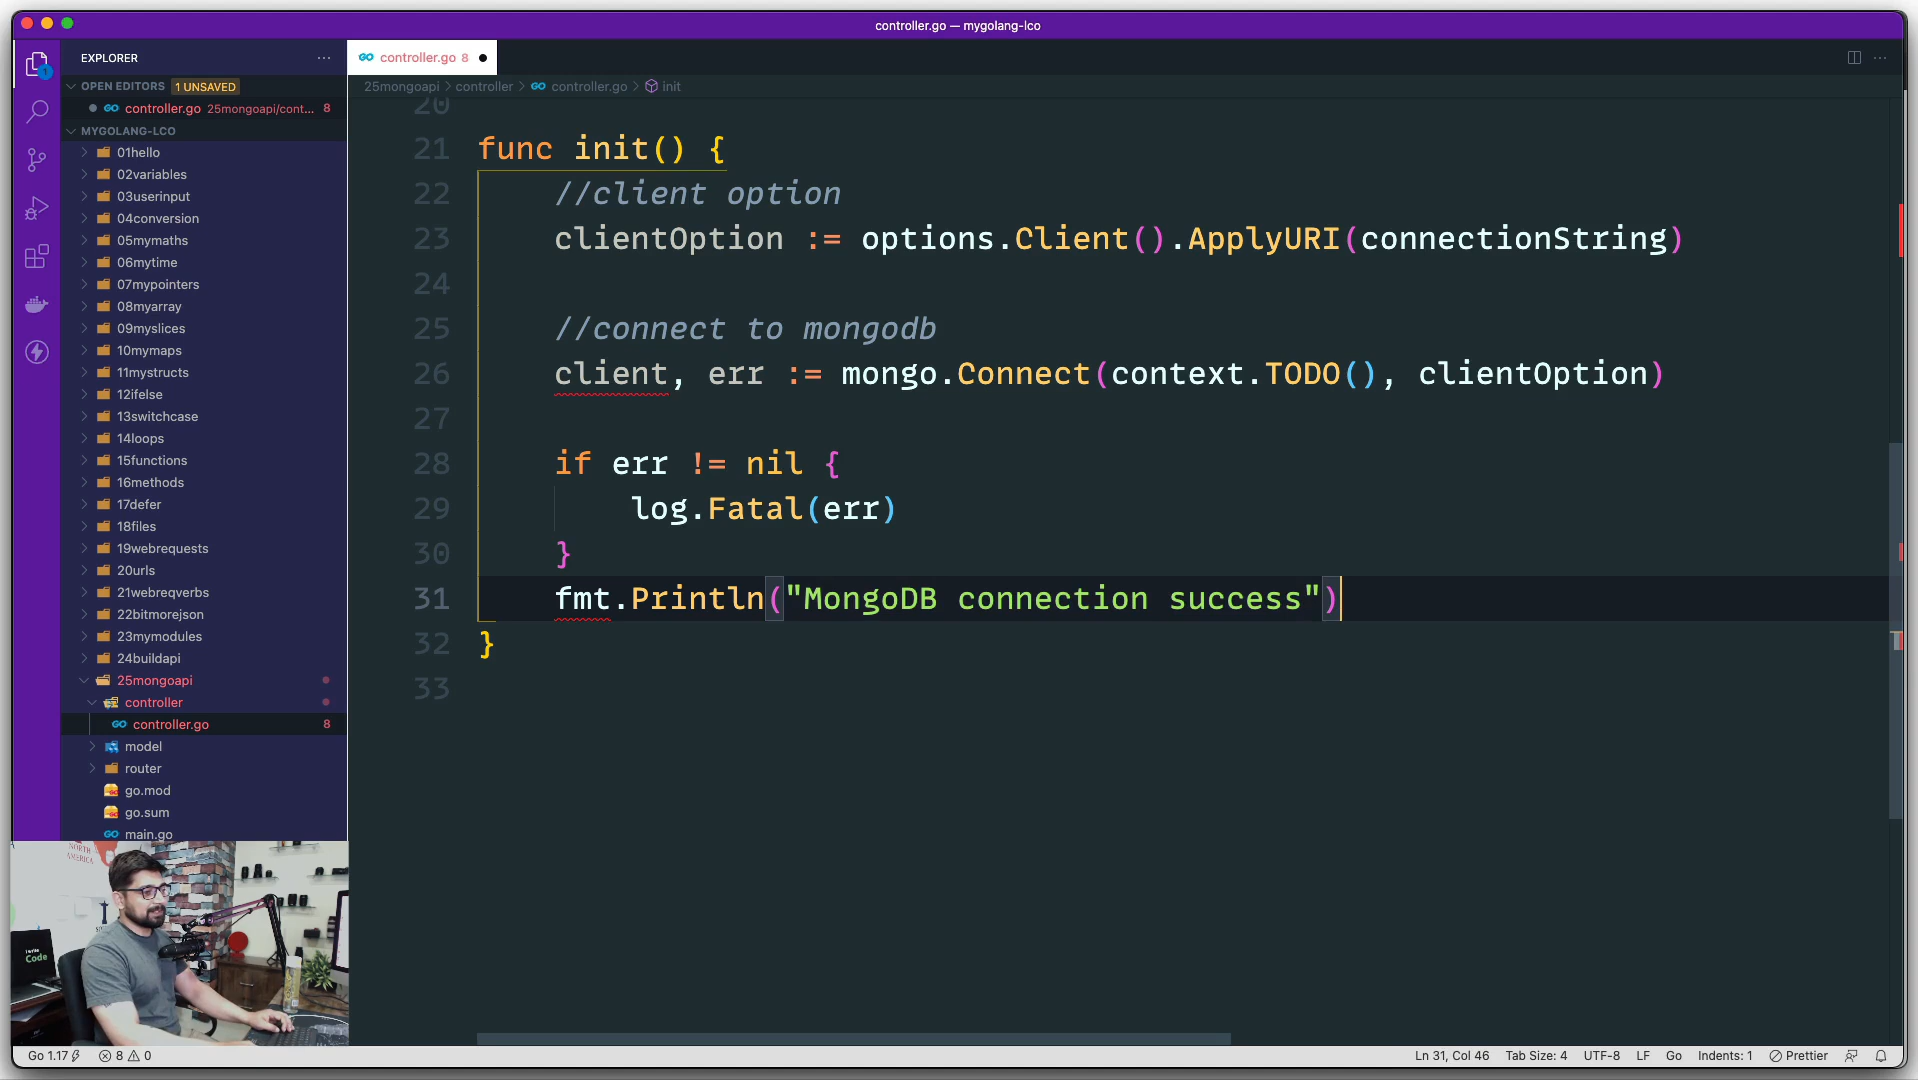 controller.go — mygolang-lco
EXPLORER
OPEN EDITORS 1 UNSAVED
controller.go 25mongoapi/cont... 8
MYGOLANG-LCO
01hello
02variables
03userinput
04conversion
05mymaths
06mytime
07mypointers
08myarray
09myslices
10mymaps
11mystructs
12ifelse
13switchcase
14loops
15functions
16methods
17defer
18files
19webrequests
20urls
21webreqverbs
22bitmorejson
23mymodules
24buildapi
25mongoapi
controller
controller.go 8
model
router
go.mod
go.sum
main.go
controller.go 8
25mongoapi > controller > controller.go > init
20
21 func init() {
22 //client option
23 clientOption := options.Client().ApplyURI(connectionString)
24
25 //connect to mongodb
26 client, err := mongo.Connect(context.TODO(), clientOption)
27
28 if err != nil {
29 log.Fatal(err)
30 }
31 fmt.Println("MongoDB connection success")
32 }
33
NORTH
AMERICA
I write
Code
Go 1.17 8 0
Ln 31, Col 46 Tab Size: 4 UTF-8 LF Go Indents: 1 Prettier